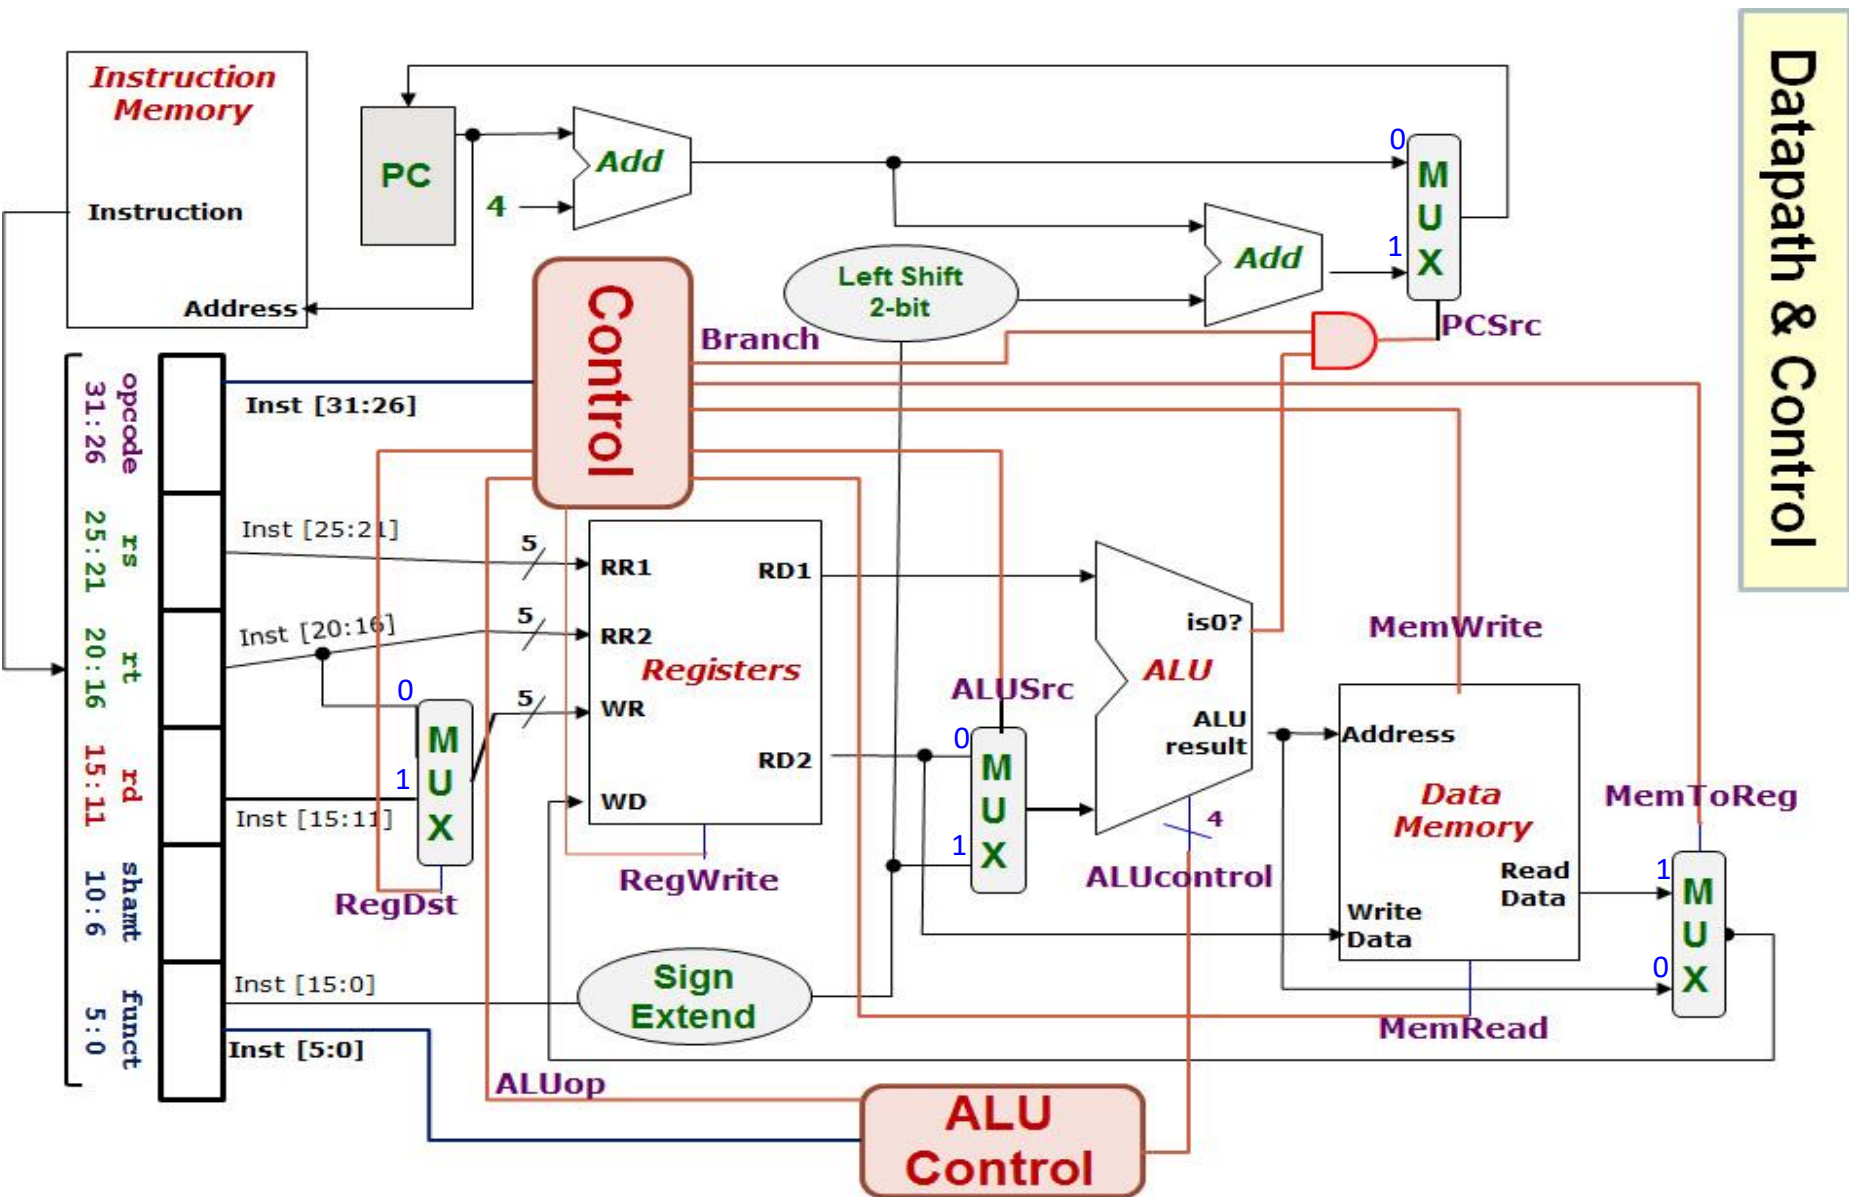 Datapath & Control
Instruction
Memory
Instruction
Address
PC
4
Add
Add
0
M
U
X
1
Left Shift
2-bit
Control
Branch
PCSrc
opcode
31:26
rs
25:21
rt
20:16
rd
15:11
shamt
10:6
funct
5:0
Inst [31:26]
Inst [25:21]
Inst [20:16]
Inst [15:11]
Inst [15:0]
Inst [5:0]
5
5
5
0
1
M
U
X
RegDst
RR1
RR2
WR
WD
RD1
RD2
Registers
RegWrite
Sign
Extend
ALUSrc
0
1
M
U
X
is0?
ALU
ALU
result
4
ALUcontrol
MemWrite
Address
Data
Memory
Read
Data
Write
Data
MemRead
MemToReg
1
M
U
X
0
ALUop
ALU
Control